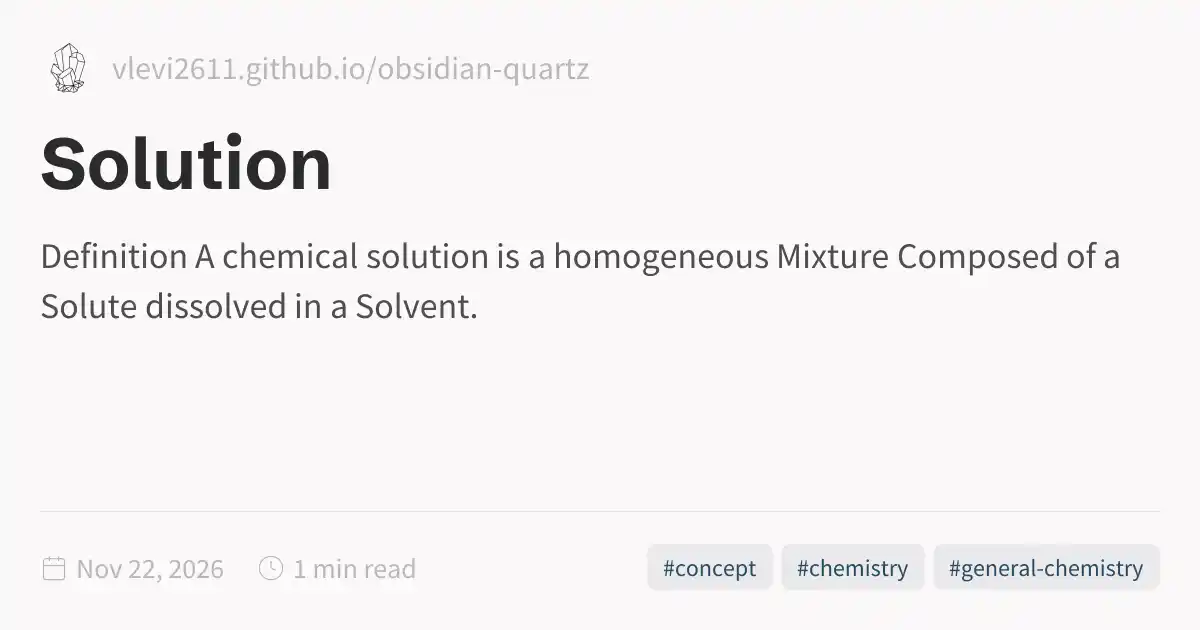 vlevi2611.github.io/obsidian-quartz
Solution
Definition A chemical solution is a homogeneous Mixture Composed of a
Solute dissolved in a Solvent.
Nov 22, 2026 1 min read #concept #chemistry #general-chemistry